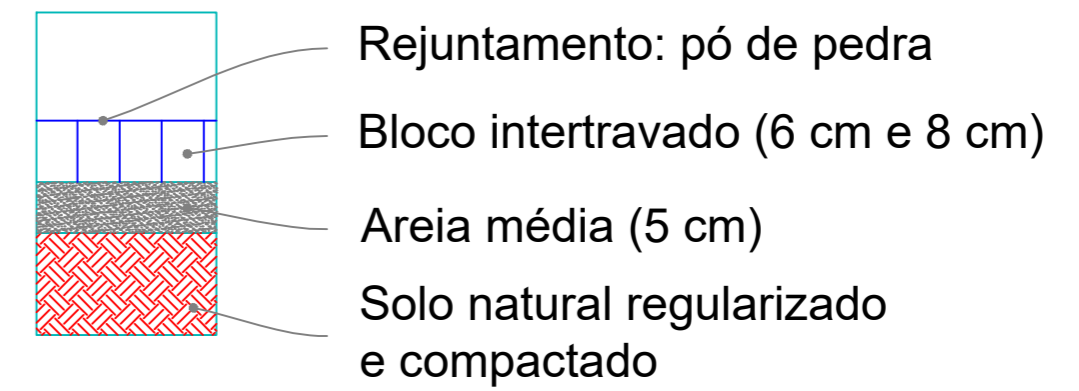 Rejuntamento: pó de pedra
Bloco intertravado (6 cm e 8 cm)
Areia média (5 cm)
Solo natural regularizado
e compactado